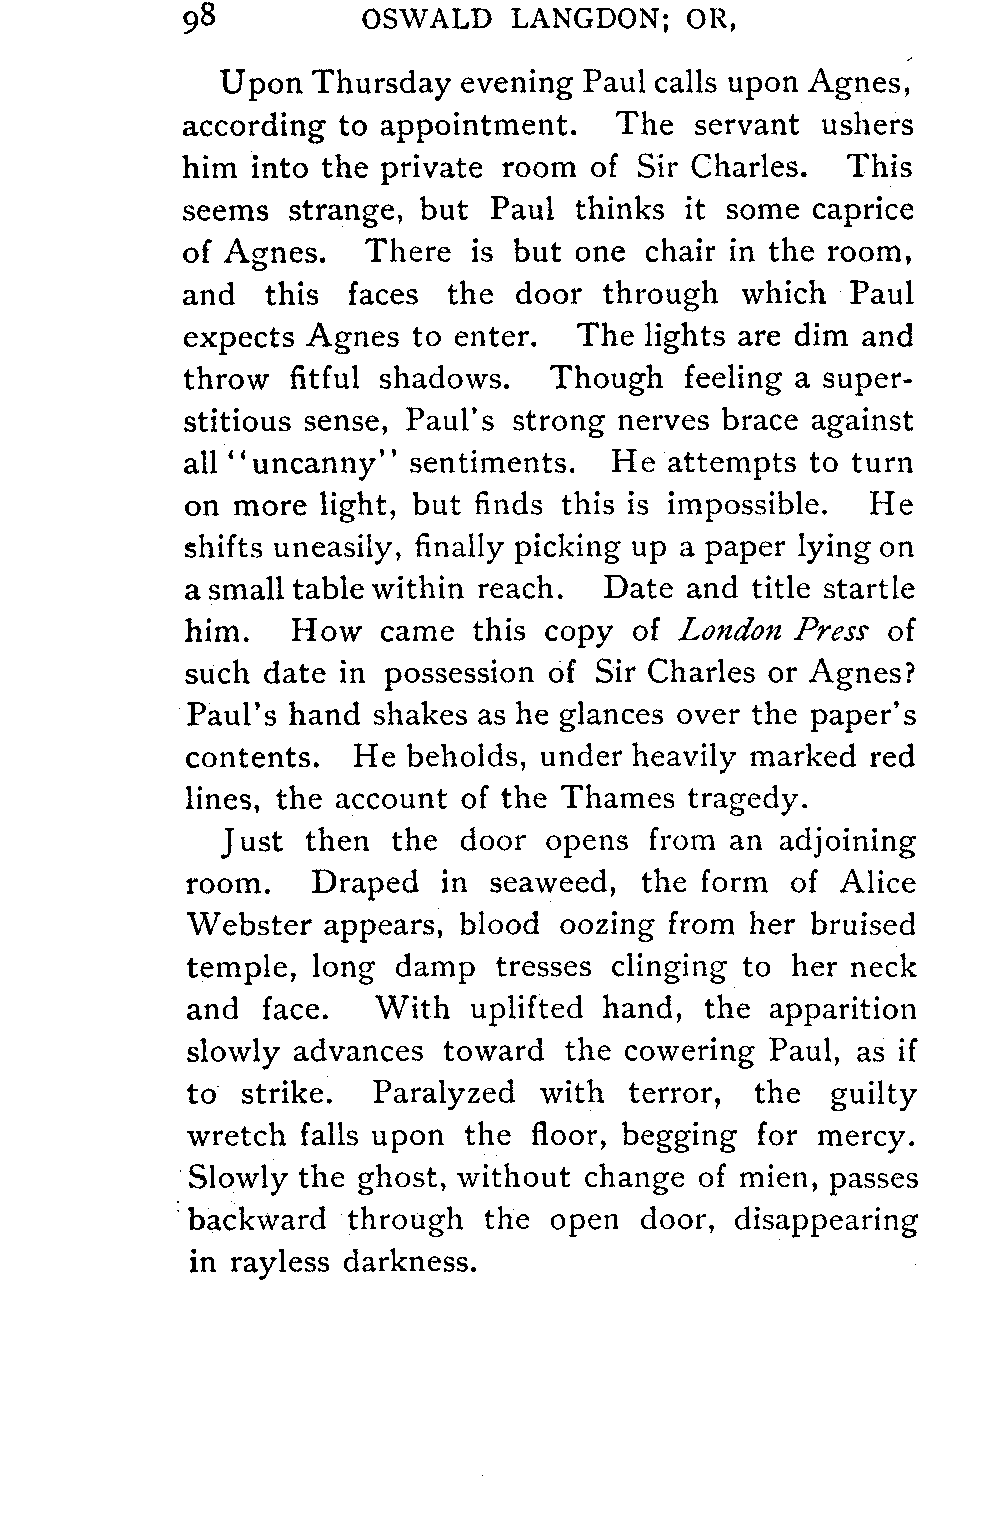 98 OSWALD LANGDON; OR,
Upon Thursday evening Paul calls upon Agnes,
according to appointment. The servant ushers
him into the private room of Sir Charles. This
seems strange, but Paul thinks it some caprice
of Agnes. There is but one chair in the room,
and this faces the door through which Paul
expects Agnes to enter. The lights are dim and
throw fitful shadows. Though feeling a super-
stitious sense, Paul's strong nerves brace against
all "uncanny" sentiments. He attempts to turn
on more light, but finds this is impossible. He
shifts uneasily, finally picking up a paper lying on
a small table within reach. Date and title startle
him. How came this copy of London Press of
such date in possession of Sir Charles or Agnes?
Paul's hand shakes as he glances over the paper's
contents. He beholds, under heavily marked red
lines, the account of the Thames tragedy.
Just then the door opens from an adjoining
room. Draped in seaweed, the form of Alice
Webster appears, blood oozing from her bruised
temple, long damp tresses clinging to her neck
and face. With uplifted hand, the apparition
slowly advances toward the cowering Paul, as if
to strike. Paralyzed with terror, the guilty
wretch falls upon the floor, begging for mercy.
Slowly the ghost, without change of mien, passes
backward through the open door, disappearing
in rayless darkness.